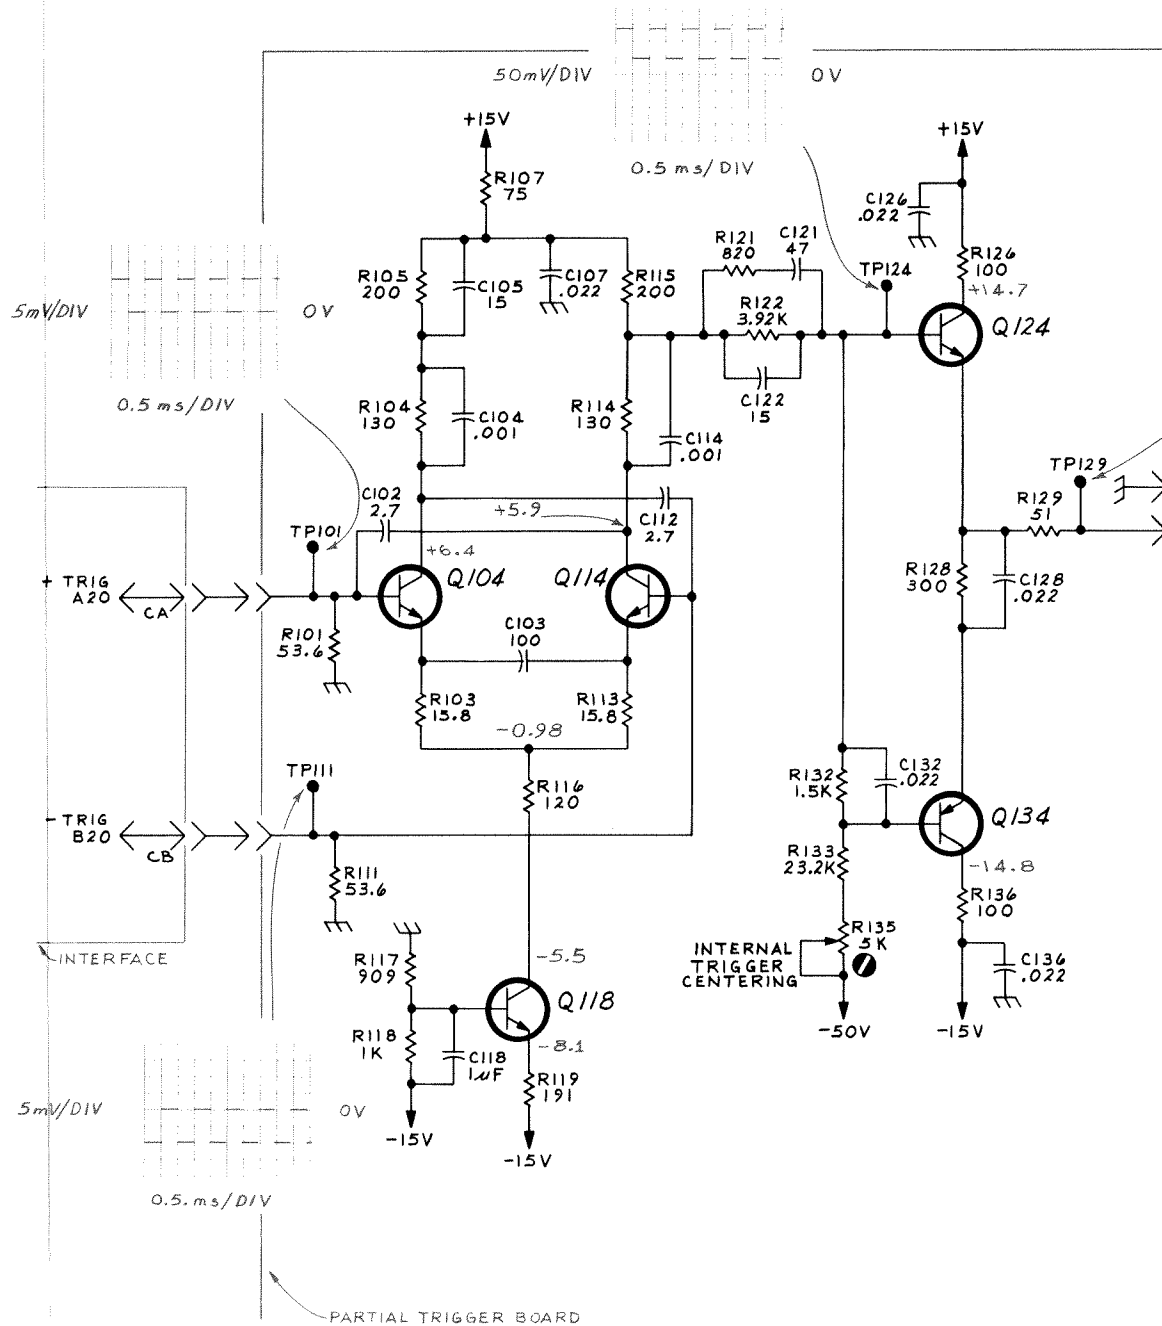 50mV/DIV
0V
0.5 ms/DIV
+15V
R107
75
+15V
C126
.022
R126
100
+14.7
Q124
5mV/DIV
0V
0.5 ms/DIV
R105
200
C105
15
C107
.022
R115
200
R121
820
C121
47
TP124
R122
3.92K
C122
15
R104
130
C104
.001
R114
130
C114
.001
TP129
R129
51
C102
2.7
+5.9
C112
2.7
TP101
+6.4
Q104
Q114
+ TRIG
A20
CA
R101
53.6
C103
100
R128
300
C128
.022
R103
15.8
R113
15.8
-0.98
TP111
R116
120
R132
1.5K
C132
.022
- TRIG
B20
CB
Q134
R111
53.6
R133
23.2K
-14.8
R136
100
INTERFACE
R117
909
-5.5
INTERNAL
TRIGGER
CENTERING
R135
5K
C136
.022
Q118
R118
1K
C118
1µF
-8.1
-50V
-15V
R119
191
5mV/DIV
0V
-15V
-15V
0.5. ms/DIV
PARTIAL TRIGGER BOARD